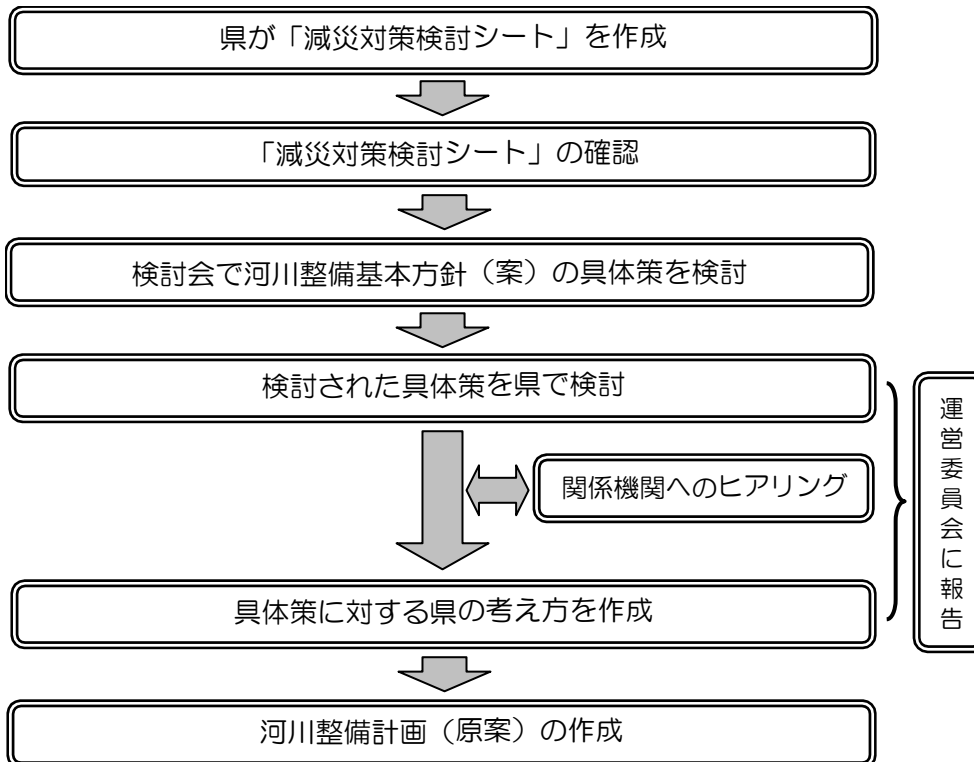 県が「減災対策検討シート」を作成
「減災対策検討シート」の確認
検討会で河川整備基本方針（案）の具体策を検討
検討された具体策を県で検討
関係機関へのヒアリング
運営委員会に報告
具体策に対する県の考え方を作成
河川整備計画（原案）の作成